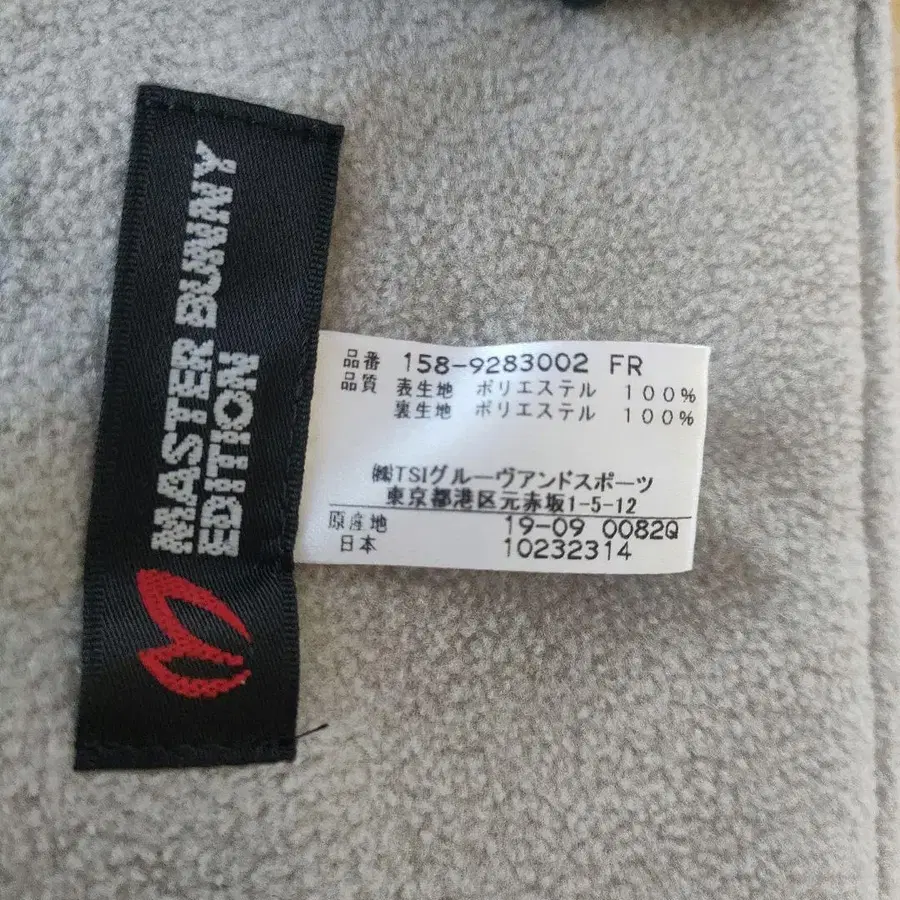 MASTER BUNNY
EDITION
品番 158-9283002 FR
品質 表生地 ポリエステル 100%
裏生地 ポリエステル 100%
㈱TSIグルーヴアンドスポーツ
東京都港区元赤坂1-5-12
原産地 19-09 0082Q
日本 10232314